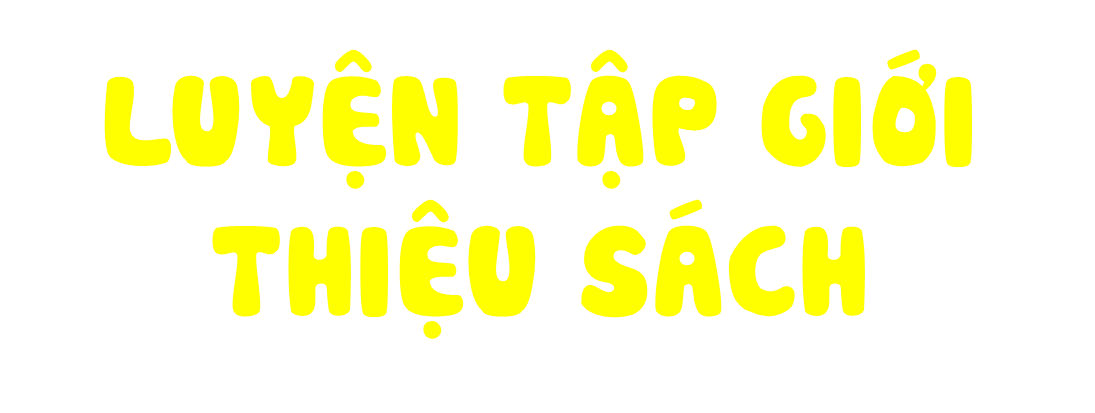 LUYỆN TẬP GIỚI
THIỆU SÁCH